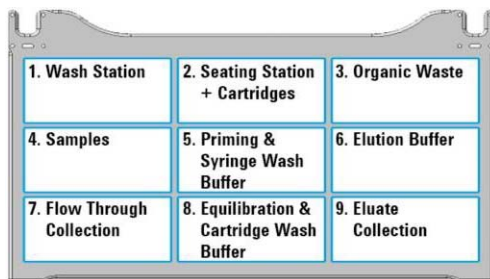 1. Wash Station
2. Seating Station
+ Cartridges
3. Organic Waste
4. Samples
5. Priming &
Syringe Wash
Buffer
6. Elution Buffer
7. Flow Through
Collection
8. Equilibration &
Cartridge Wash
Buffer
9. Eluate
Collection